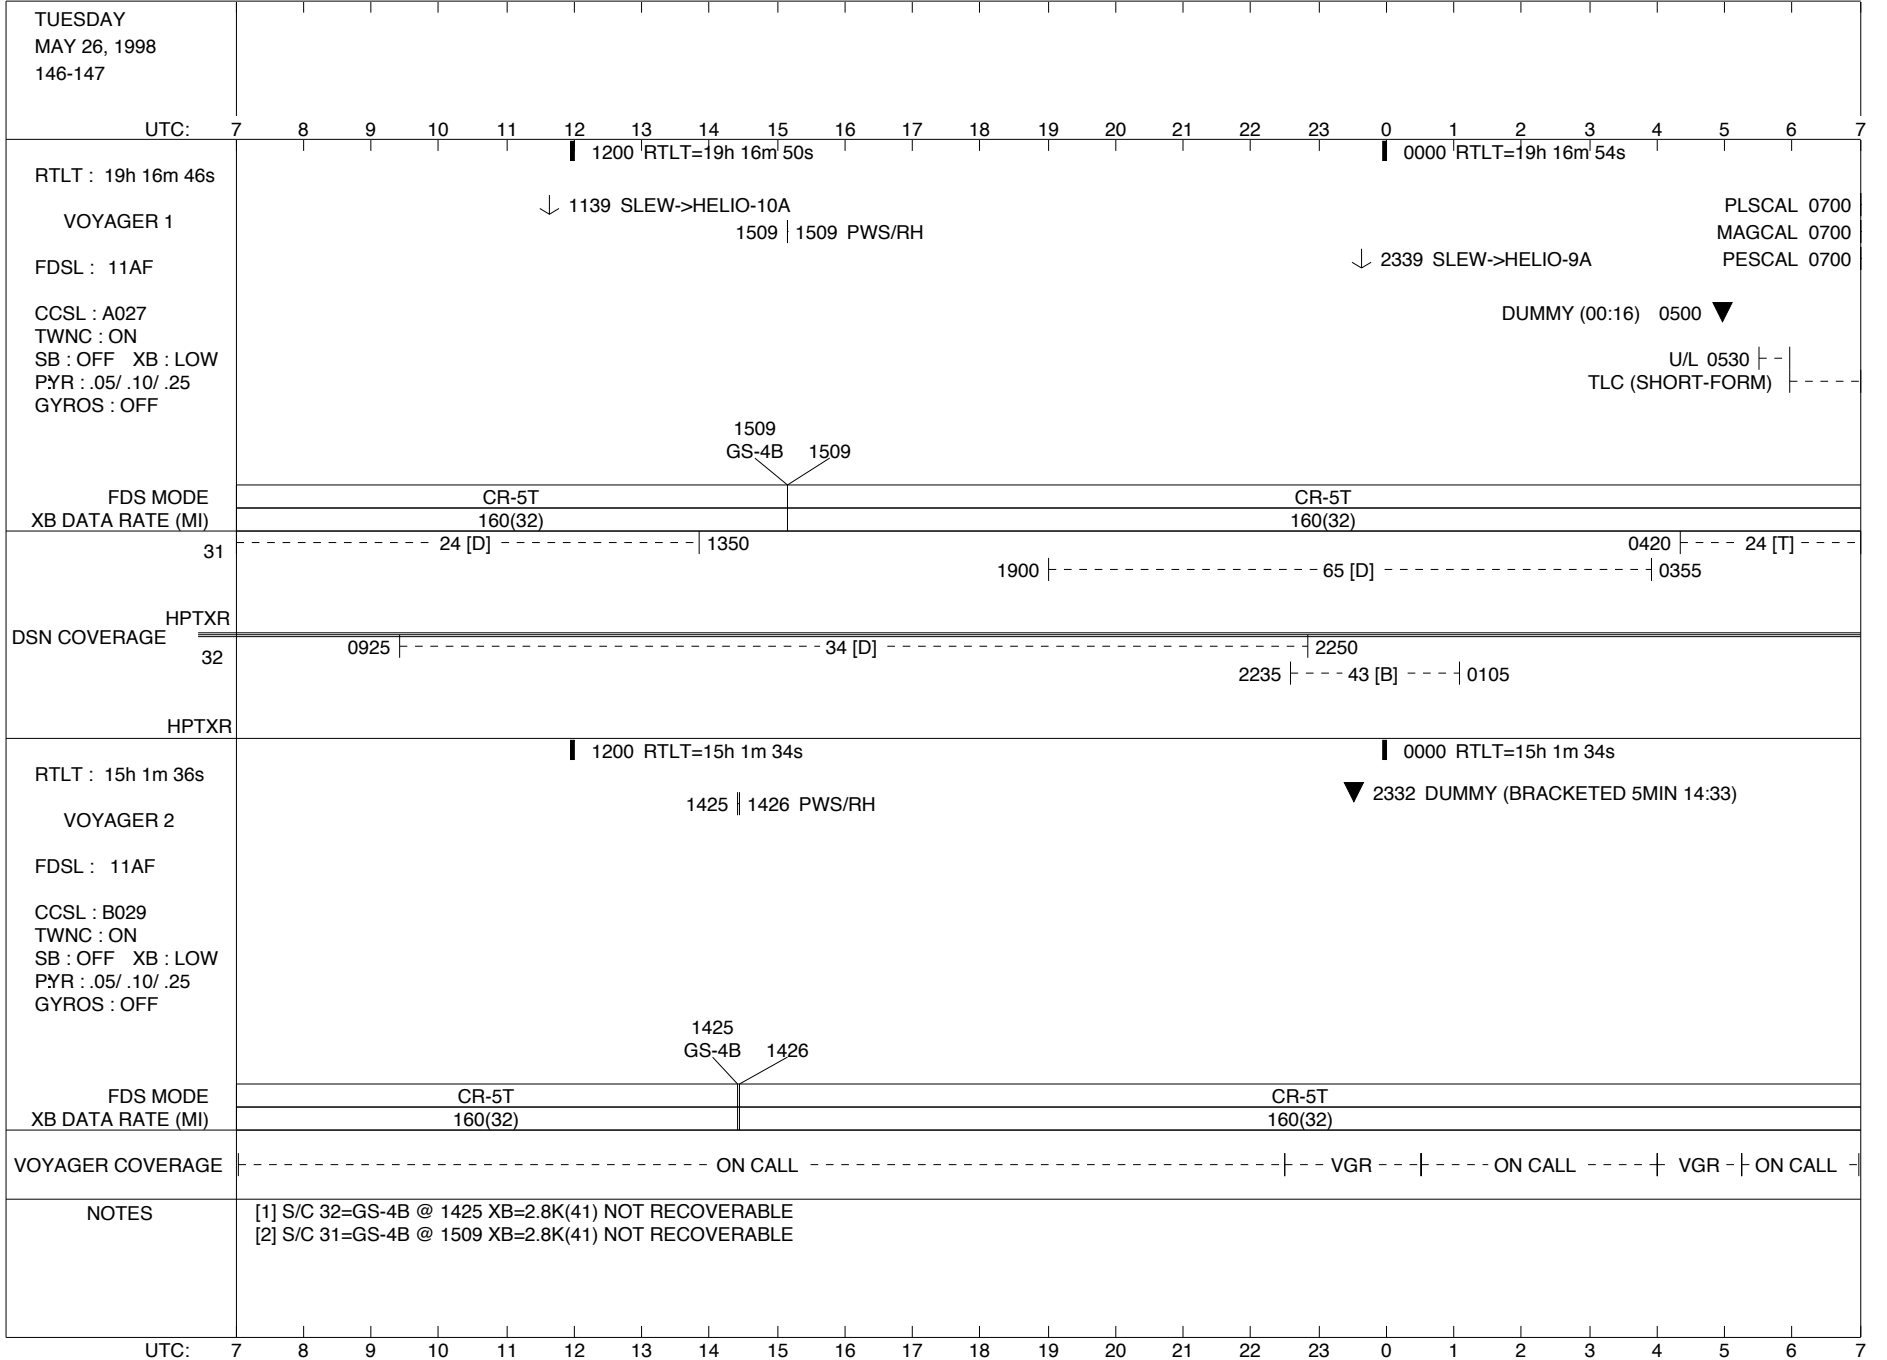 TUESDAY
MAY 26, 1998
146-147
UTC: 7 8 9 10 11 12 13 14 15 16 17 18 19 20 21 22 23 0 1 2 3 4 5 6 7
1200 RTLT=19h 16m 50s 0000 RTLT=19h 16m 54s
RTLT : 19h 16m 46s
1139 SLEW->HELIO-10A PLSCAL 0700
VOYAGER 1
1509 1509 PWS/RH MAGCAL 0700
2339 SLEW->HELIO-9A PESCAL 0700
FDSL : 11AF
CCSL : A027 DUMMY (00:16) 0500
TWNC : ON
SB : OFF XB : LOW U/L 0530
P:YR : .05/ .10/ .25 TLC (SHORT-FORM)
GYROS : OFF
1509
GS-4B 1509
FDS MODE CR-5T CR-5T
XB DATA RATE (MI) 160(32) 160(32)
31 24 [D] 1350 0420 24 [T]
1900 65 [D] 0355
HPTXR
DSN COVERAGE
32 0925 34 [D] 2250
2235 43 [B] 0105
HPTXR
1200 RTLT=15h 1m 34s 0000 RTLT=15h 1m 34s
RTLT : 15h 1m 36s
2332 DUMMY (BRACKETED 5MIN 14:33)
1425 1426 PWS/RH
VOYAGER 2
FDSL : 11AF
CCSL : B029
TWNC : ON
SB : OFF XB : LOW
P:YR : .05/ .10/ .25
GYROS : OFF
1425
GS-4B 1426
FDS MODE CR-5T CR-5T
XB DATA RATE (MI) 160(32) 160(32)
VOYAGER COVERAGE ON CALL VGR ON CALL VGR ON CALL
NOTES [1] S/C 32=GS-4B @ 1425 XB=2.8K(41) NOT RECOVERABLE
[2] S/C 31=GS-4B @ 1509 XB=2.8K(41) NOT RECOVERABLE
UTC: 7 8 9 10 11 12 13 14 15 16 17 18 19 20 21 22 23 0 1 2 3 4 5 6 7